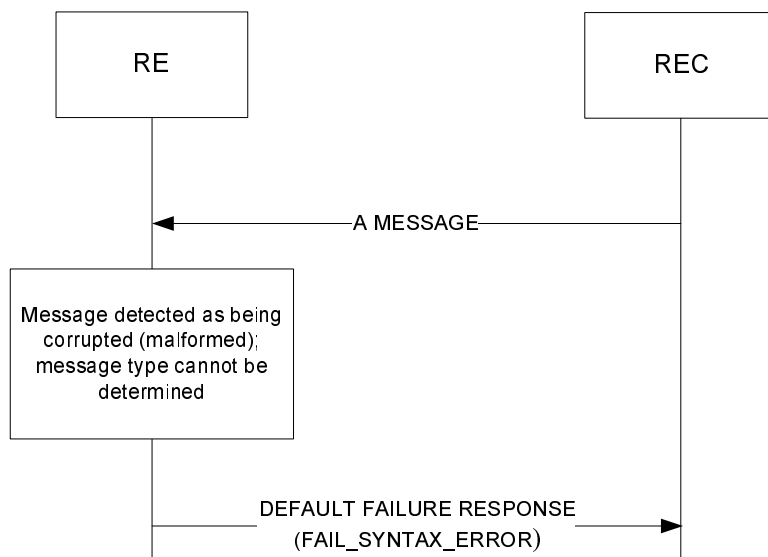 RE
REC
A MESSAGE
Message detected as being
corrupted (malformed);
message type cannot be
determined
DEFAULT FAILURE RESPONSE
(FAIL_SYNTAX_ERROR)